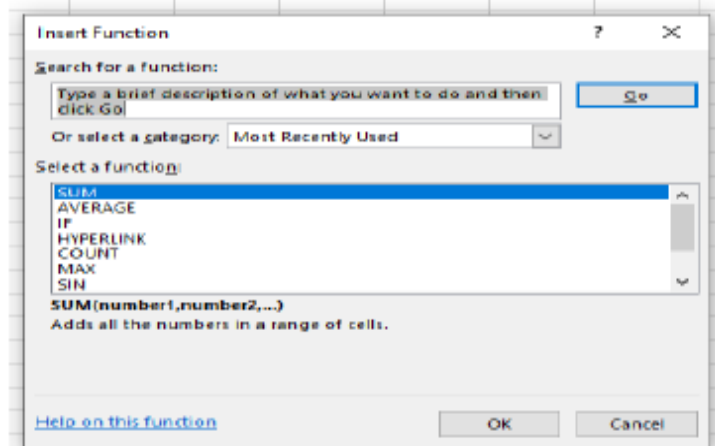 Insert Function
?
Search for a function:
Type a brief description of what you want to do and then
click Go
Go
Or select a category: Most Recently Used
Select a function:
SUM
AVERAGE
IF
HYPERLINK
COUNT
MAX
SIN
SUM(number1,number2,...)
Adds all the numbers in a range of cells.
Help on this function
OK
Cancel